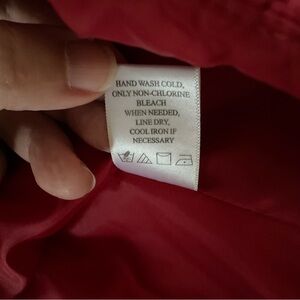 HAND WASH COLD,
ONLY NON-CHLORINE
BLEACH
WHEN NEEDED,
LINE DRY,
COOL IRON IF
NECESSARY